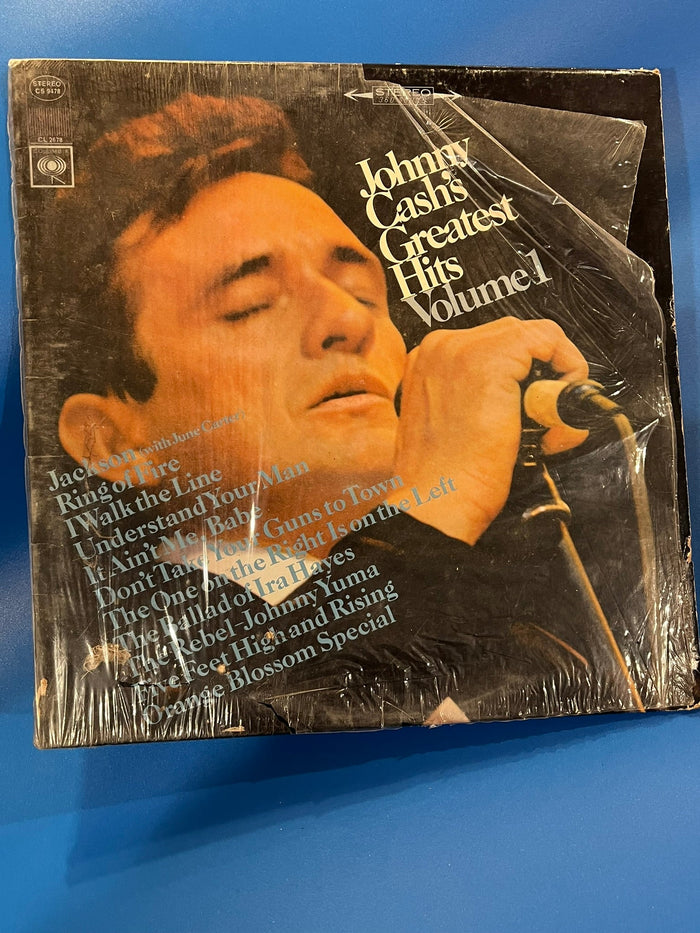 STEREO
CS 9478
CL 2678
COLUMBIA
STEREO
Johnny
Cash's
Greatest
Hits
Volume 1
Jackson (with June Carter)
Ring of Fire
I Walk the Line
Understand Your Man
It Ain't Me, Babe
Don't Take Your Guns to Town
The One on the Right Is on the Left
The Ballad of Ira Hayes
The Rebel-Johnny Yuma
Five Feet High and Rising
Orange Blossom Special